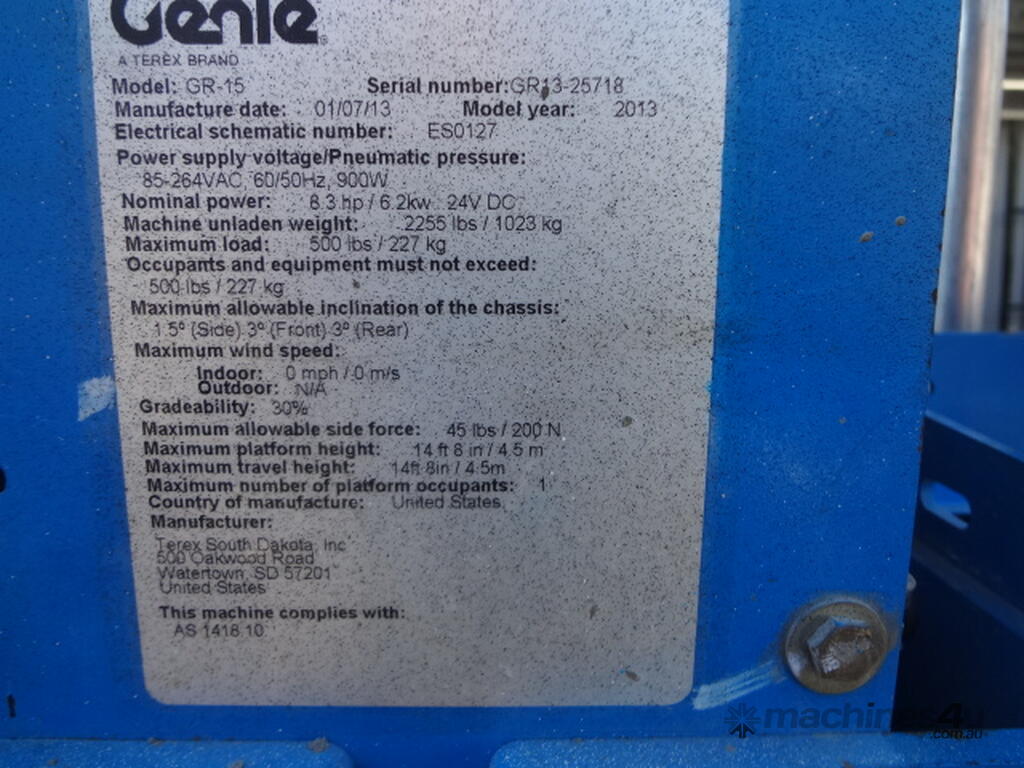 Genie
A TEREX BRAND
Model: GR-15 Serial number:GR13-25718
Manufacture date: 01/07/13 Model year: 2013
Electrical schematic number: ES0127
Power supply voltage/Pneumatic pressure:
85-264VAC, 60/50Hz, 900W
Nominal power: 8.3 hp / 6.2kw 24V DC
Machine unladen weight: 2255 lbs / 1023 kg
Maximum load: 500 lbs / 227 kg
Occupants and equipment must not exceed:
500 lbs / 227 kg
Maximum allowable inclination of the chassis:
1.5º (Side) 3º (Front) 3º (Rear)
Maximum wind speed:
Indoor: 0 mph / 0 m/s
Outdoor: N/A
Gradeability: 30%
Maximum allowable side force: 45 lbs / 200 N
Maximum platform height: 14 ft 8 in / 4.5 m
Maximum travel height: 14ft 8in / 4.5m
Maximum number of platform occupants: 1
Country of manufacture: United States
Manufacturer:
Terex South Dakota, Inc
500 Oakwood Road
Watertown, SD 57201
United States
This machine complies with:
AS 1418.10
machines4u
.com.au